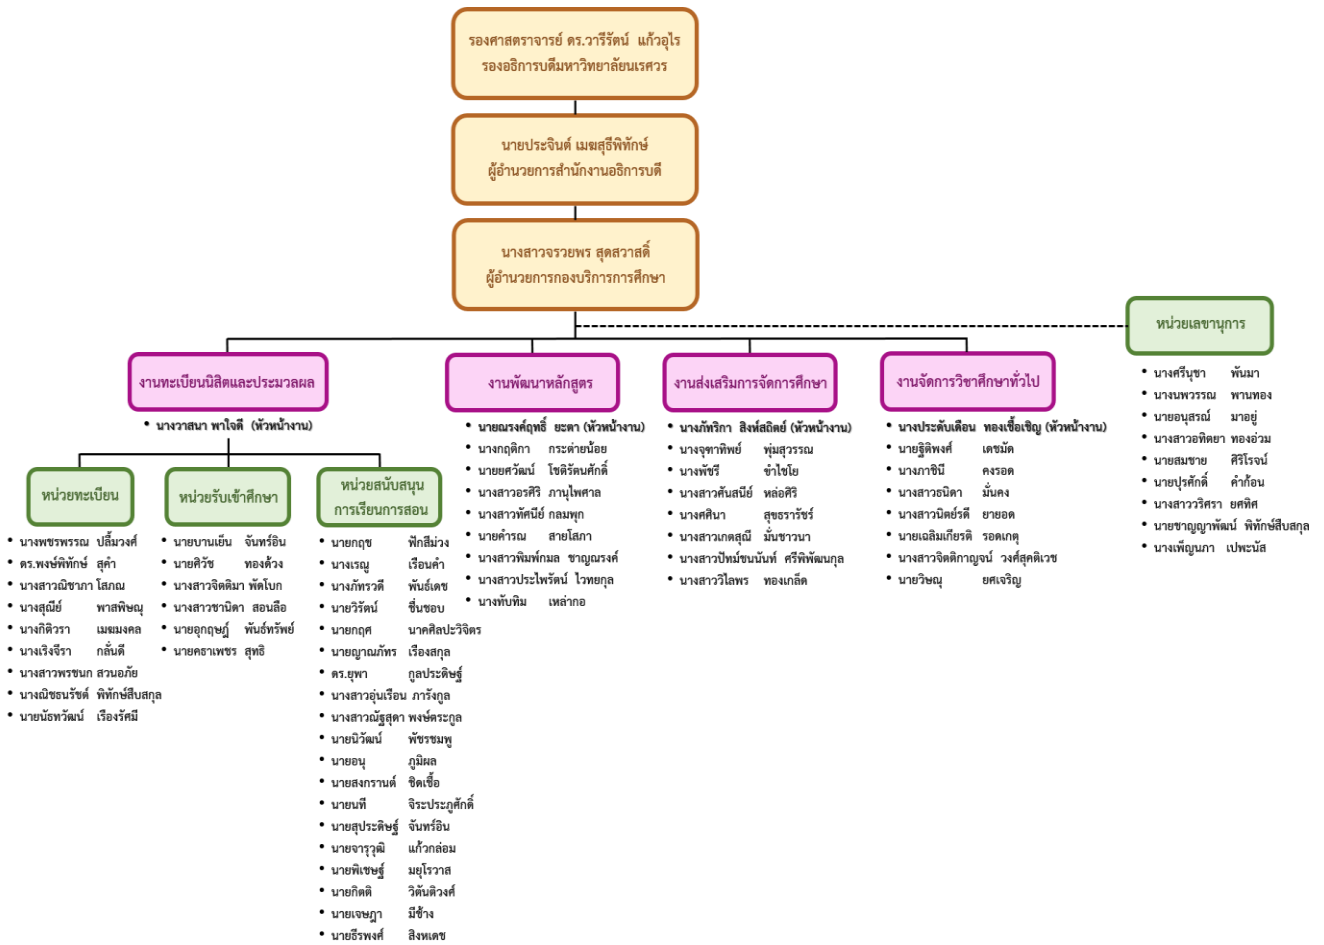 รองศาสตราจารย์ ดร.วารีรัตน์ แก้วอุไร
รองอธิการบดีมหาวิทยาลัยนเรศวร
นายประจินต์ เมฆสุธีพิทักษ์
ผู้อำนวยการสำนักงานอธิการบดี
นางสาวจรวยพร สุดสวาสดิ์
ผู้อำนวยการกองบริการการศึกษา
หน่วยเลขานุการ
• นางศรีนุชา พันมา
• นางนพวรรณ พานทอง
• นายอนุสรณ์ มาอยู่
• นางสาวอทิตยา ทองอ่วม
• นายสมชาย ศิริโรจน์
• นายปุรศักดิ์ คำก้อน
• นางสาววริศรา ยศทิศ
• นายชาญญาพัฒน์ พิทักษ์สืบสกุล
• นางเพ็ญนภา เปพะนัส
งานทะเบียนนิสิตและประมวลผล
• นางวาสนา พาใจดี (หัวหน้างาน)
หน่วยทะเบียน
• นางพชรพรรณ ปลื้มวงศ์
• ดร.พงษ์พิทักษ์ สุคำ
• นางสาวณิชาภา โสภณ
• นางสุณีย์ พาสพิษณุ
• นางกิติวรา เมฆมงคล
• นางเริงจีรา กลั่นดี
• นางสาวพรชนก สวนอภัย
• นางณิชธนรัชต์ พิทักษ์สืบสกุล
• นายนัธทวัฒน์ เรืองรัศมี
หน่วยรับเข้าศึกษา
• นายบานเย็น จันทร์อิน
• นายศิวัช ทองด้วง
• นางสาวจิตติมา พัดโบก
• นางสาวชานิดา สอนลือ
• นายอุกฤษฎ์ พันธ์ทรัพย์
• นายคธาเพชร สุทธิ
หน่วยสนับสนุน
การเรียนการสอน
• นายกฤช ฟักสีม่วง
• นางเรณู เรือนคำ
• นางภัทรวดี พันธ์เดช
• นายวิรัตน์ ชื่นชอบ
• นายกฤศ นาคศิลปะวิจิตร
• นายญาณภัทร เรืองสกุล
• ดร.ยุพา กูลประดิษฐ์
• นางสาวอุ่นเรือน ภารังกูล
• นางสาวณัฐสุดา พงษ์ตระกูล
• นายนิวัฒน์ พัชรชมพู
• นายอนุ ภูมิผล
• นายสงกรานต์ ชิดเชื้อ
• นายนที จิระประภูศักดิ์
• นายสุประดิษฐ์ จันทร์อิน
• นายจารุวุฒิ แก้วกล่อม
• นายพิเชษฐ์ มยุโรวาส
• นายกิตติ วิตันติวงศ์
• นายเจษฎา มีช้าง
• นายธีรพงศ์ สิงหเดช
งานพัฒนาหลักสูตร
• นายณรงค์ฤทธิ์ ยะตา (หัวหน้างาน)
• นางกฤติกา กระต่ายน้อย
• นายยศวัฒน์ โชติรัตนศักดิ์
• นางสาวอรศิริ ภานุไพศาล
• นางสาวทัศนีย์ กลมพุก
• นายคำรณ สายโสภา
• นางสาวพิมพ์กมล ชาญณรงค์
• นางสาวประไพรัตน์ ไวทยกุล
• นางทับทิม เหล่ากอ
งานส่งเสริมการจัดการศึกษา
• นางภัทริกา สิงห์สถิตย์ (หัวหน้างาน)
• นางจุฑาทิพย์ พุ่มสุวรรณ
• นางพัชรี ขำไชโย
• นางสาวศันสนีย์ หล่อศิริ
• นางศศินา สุขธรารัชร์
• นางสาวเกตสุณี มั่นชาวนา
• นางสาวปัทม์ชนนันท์ ศรีพิพัฒนกุล
• นางสาววิไลพร ทองเกล็ด
งานจัดการวิชาศึกษาทั่วไป
• นางประดับเดือน ทองเชื้อเชิญ (หัวหน้างาน)
• นายฐิติพงศ์ เดชมัด
• นางภาชินี คงรอด
• นางสาวธนิดา มั่นคง
• นางสาวนิตย์รดี ยายอด
• นายเฉลิมเกียรติ รอดเกตุ
• นางสาวจิตติกาญจน์ วงศ์สุคติเวช
• นายวิษณุ ยศเจริญ